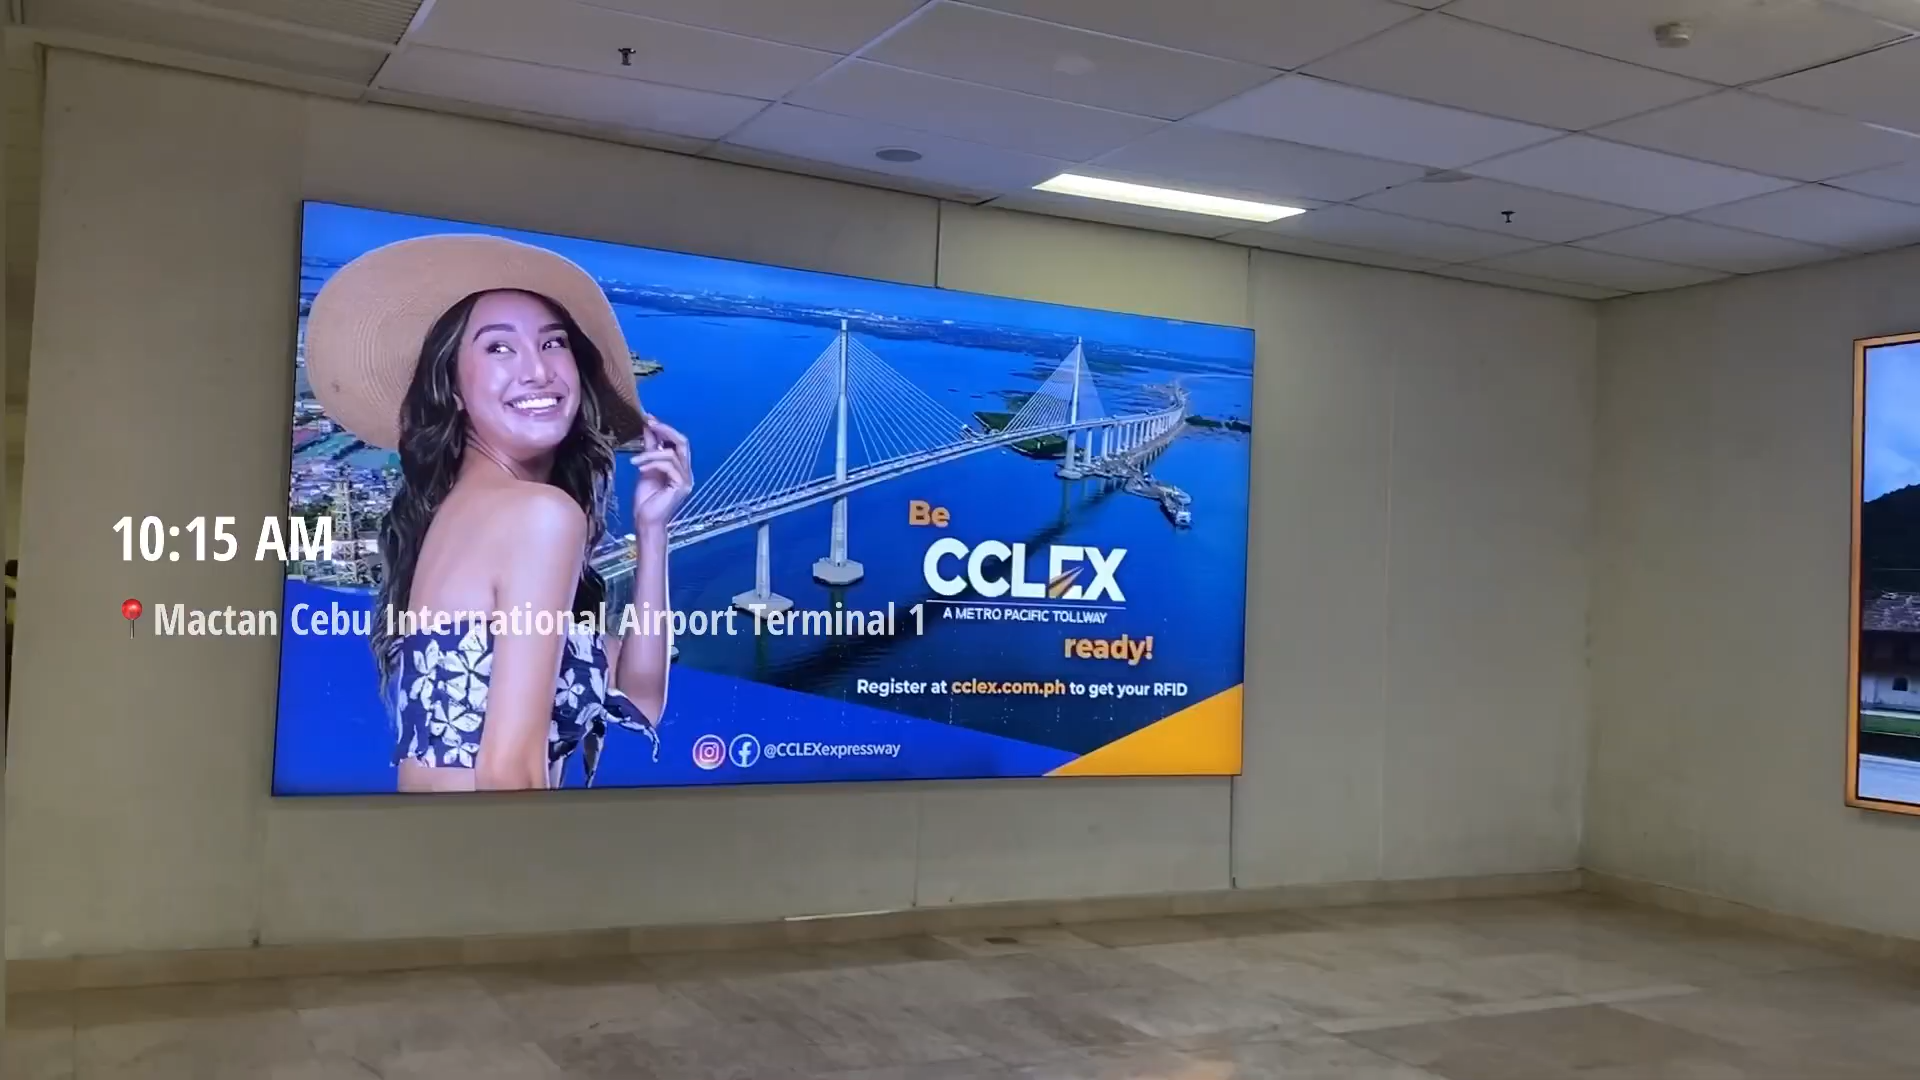 10:15 AM
📍Mactan Cebu International Airport Terminal 1
Be
CCLEX
A METRO PACIFIC TOLLWAY
ready!
Register at cclex.com.ph to get your RFID
@CCLEXexpressway